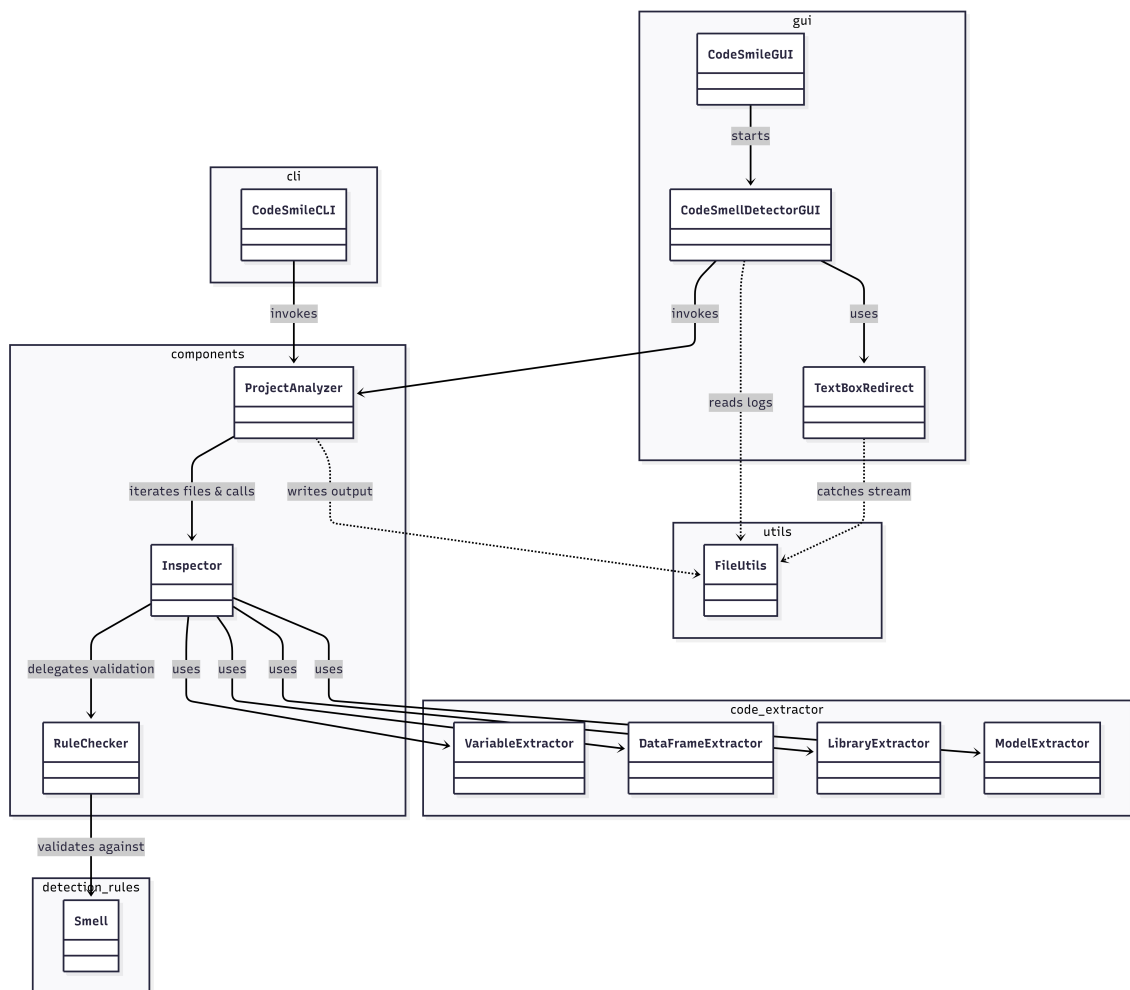 gui
CodeSmileGUI
starts
cli
CodeSmileCLI
CodeSmellDetectorGUI
invokes
invokes
uses
components
ProjectAnalyzer
TextBoxRedirect
reads logs
iterates files & calls
writes output
catches stream
utils
Inspector
FileUtils
delegates validation
uses
uses
uses
uses
code_extractor
RuleChecker
VariableExtractor
DataFrameExtractor
LibraryExtractor
ModelExtractor
validates against
detection_rules
Smell